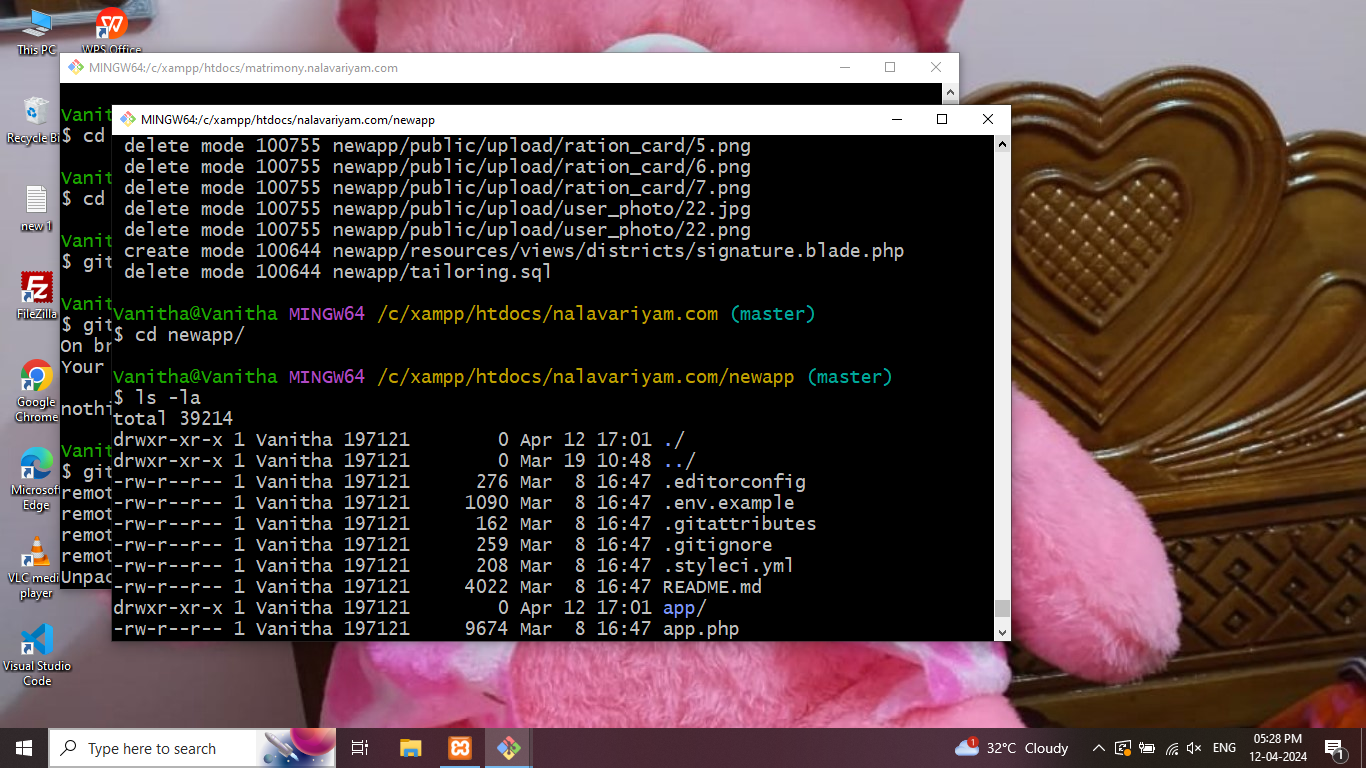 This PC
WPS Office
Recycle Bi
new 1
FileZilla
Google
Chrome
Microsof
Edge
VLC medi
player
Visual Studio
Code
MINGW64:/c/xampp/htdocs/matrimony.nalavariyam.com
Vanit
$ cd
Vanit
$ cd
Vanit
$ git
Vanit
$ git
On br
Your
nothi
Vanit
$ git
remot
remot
remot
remot
Unpac
MINGW64:/c/xampp/htdocs/nalavariyam.com/newapp
delete mode 100755 newapp/public/upload/ration_card/5.png
delete mode 100755 newapp/public/upload/ration_card/6.png
delete mode 100755 newapp/public/upload/ration_card/7.png
delete mode 100755 newapp/public/upload/user_photo/22.jpg
delete mode 100755 newapp/public/upload/user_photo/22.png
create mode 100644 newapp/resources/views/districts/signature.blade.php
delete mode 100644 newapp/tailoring.sql
Vanitha@Vanitha MINGW64 /c/xampp/htdocs/nalavariyam.com (master)
$ cd newapp/
Vanitha@Vanitha MINGW64 /c/xampp/htdocs/nalavariyam.com/newapp (master)
$ ls -la
total 39214
drwxr-xr-x 1 Vanitha 197121 0 Apr 12 17:01 ./
drwxr-xr-x 1 Vanitha 197121 0 Mar 19 10:48 ../
-rw-r--r-- 1 Vanitha 197121 276 Mar 8 16:47 .editorconfig
-rw-r--r-- 1 Vanitha 197121 1090 Mar 8 16:47 .env.example
-rw-r--r-- 1 Vanitha 197121 162 Mar 8 16:47 .gitattributes
-rw-r--r-- 1 Vanitha 197121 259 Mar 8 16:47 .gitignore
-rw-r--r-- 1 Vanitha 197121 208 Mar 8 16:47 .styleci.yml
-rw-r--r-- 1 Vanitha 197121 4022 Mar 8 16:47 README.md
drwxr-xr-x 1 Vanitha 197121 0 Apr 12 17:01 app/
-rw-r--r-- 1 Vanitha 197121 9674 Mar 8 16:47 app.php
Type here to search
1
32°C Cloudy
ENG
05:28 PM
12-04-2024
1